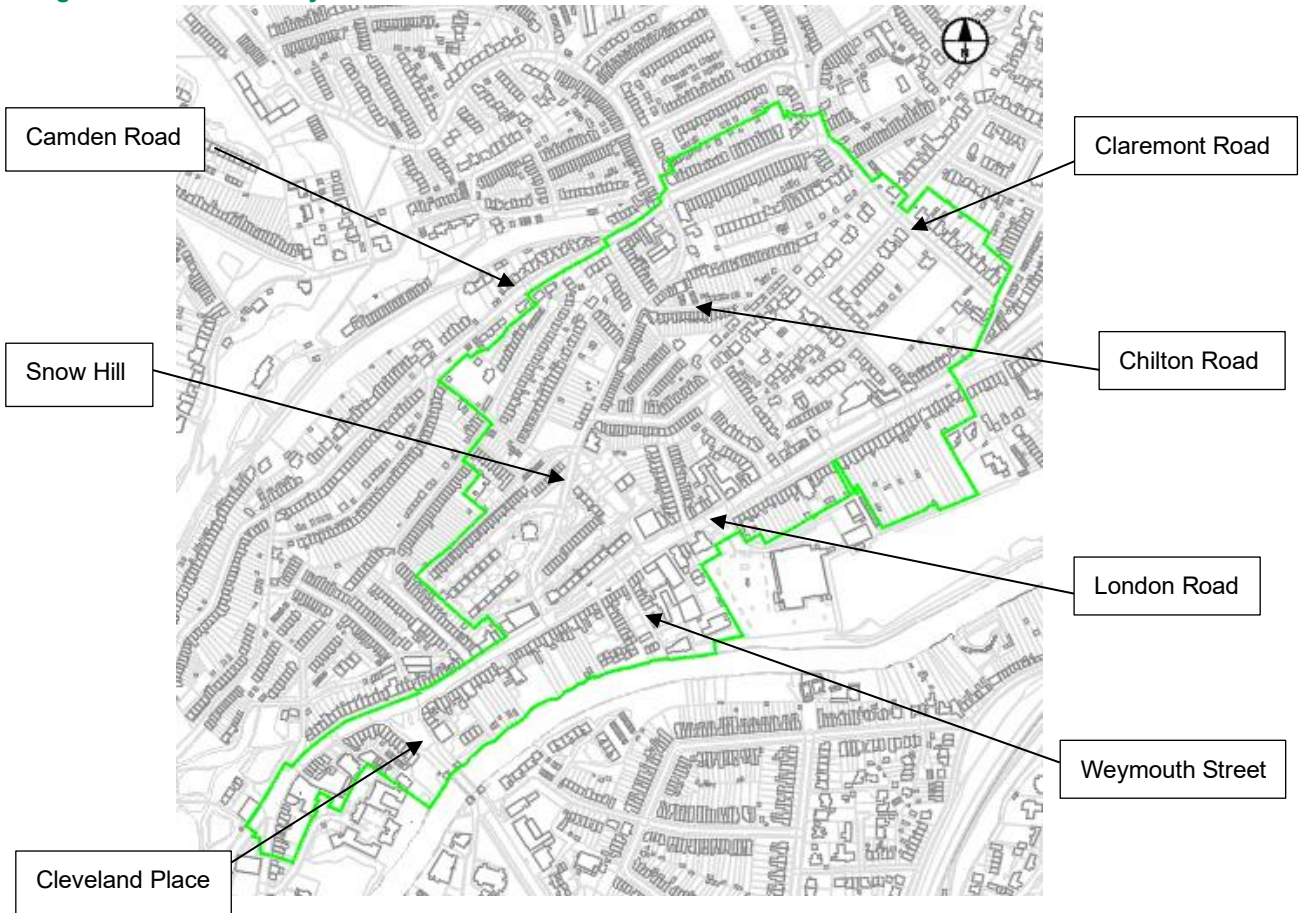 N
Camden Road
Claremont Road
Snow Hill
Chilton Road
London Road
Weymouth Street
Cleveland Place